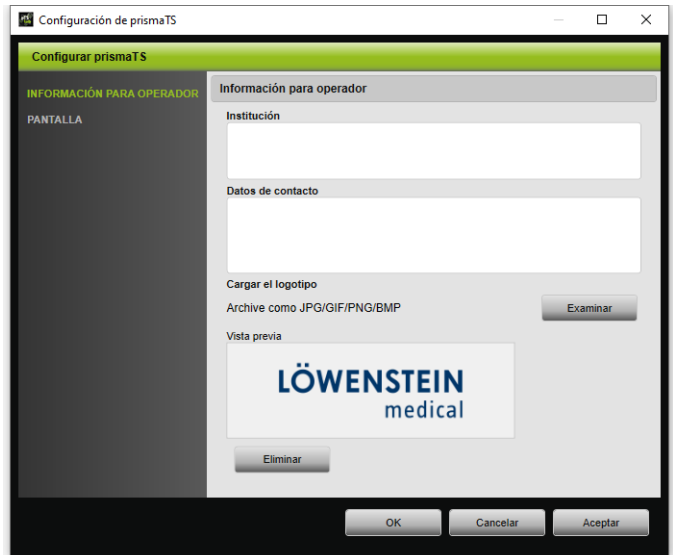 Configuración de prismaTS
Configurar prismaTS
INFORMACIÓN PARA OPERADOR
PANTALLA
Información para operador
Institución
Datos de contacto
Cargar el logotipo
Archive como JPG/GIF/PNG/BMP
Examinar
Vista previa
LÖWENSTEIN
medical
Eliminar
OK
Cancelar
Aceptar